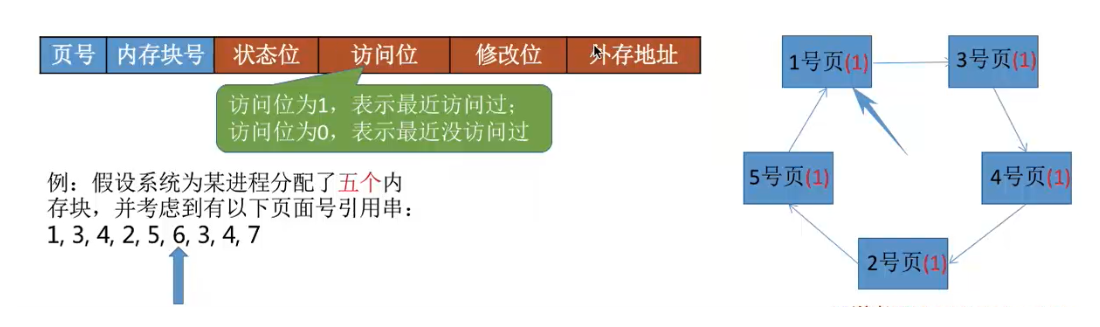 页号 内存块号 状态位 访问位 修改位 外存地址
访问位为1，表示最近访问过；
访问位为0，表示最近没访问过
例：假设系统为某进程分配了五个内
存块，并考虑到有以下页面号引用串：
1, 3, 4, 2, 5, 6, 3, 4, 7
1号页(1)
3号页(1)
5号页(1)
4号页(1)
2号页(1)